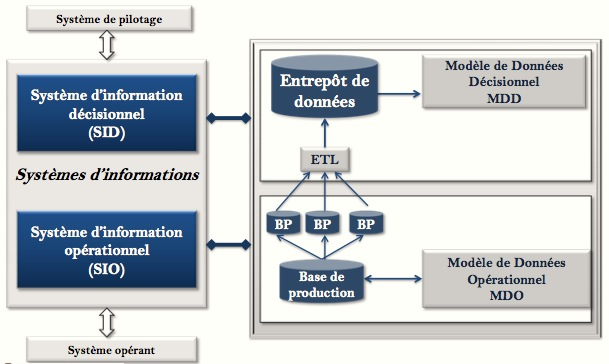 Système de pilotage
Système d'information
décisionnel
(SID)
Systèmes d'informations
Système d'information
opérationnel
(SIO)
Système opérant
Entrepôt de
données
Modèle de Données
Décisionnel
MDD
ETL
BP
BP
BP
Base de
production
Modèle de Données
Opérationnel
MDO